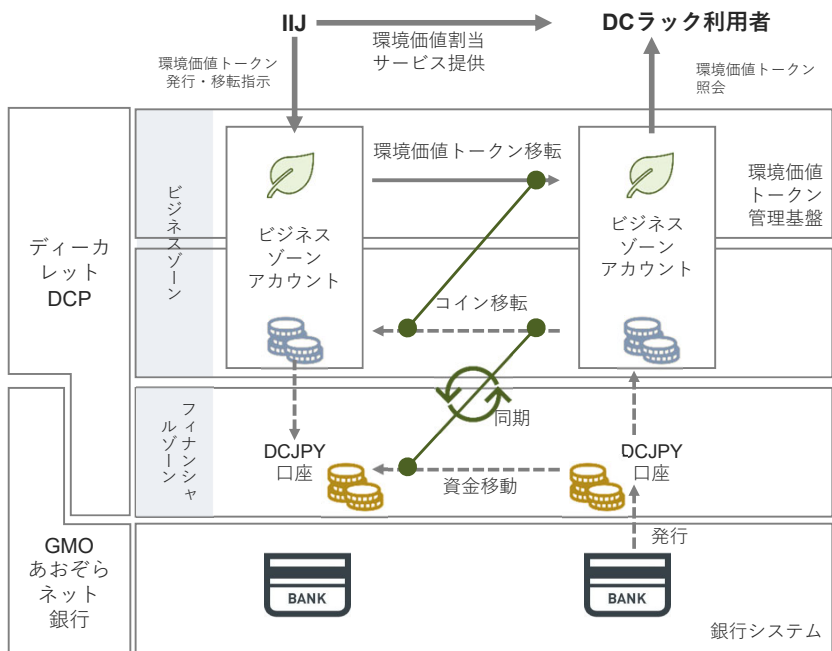 IIJ
DCラック利用者
環境価値割当
サービス提供
環境価値トークン
発行・移転指示
環境価値トークン
照会
環境価値トークン移転
環境価値
トークン
管理基盤
ビジネスゾーン
ビジネス
ゾーン
アカウント
ビジネス
ゾーン
アカウント
ディーカ
レット
DCP
コイン移転
フィナンシャ
ルゾーン
同期
DCJPY
口座
DCJPY
口座
資金移動
発行
GMO
あおぞら
ネット
銀行
BANK
BANK
銀行システム